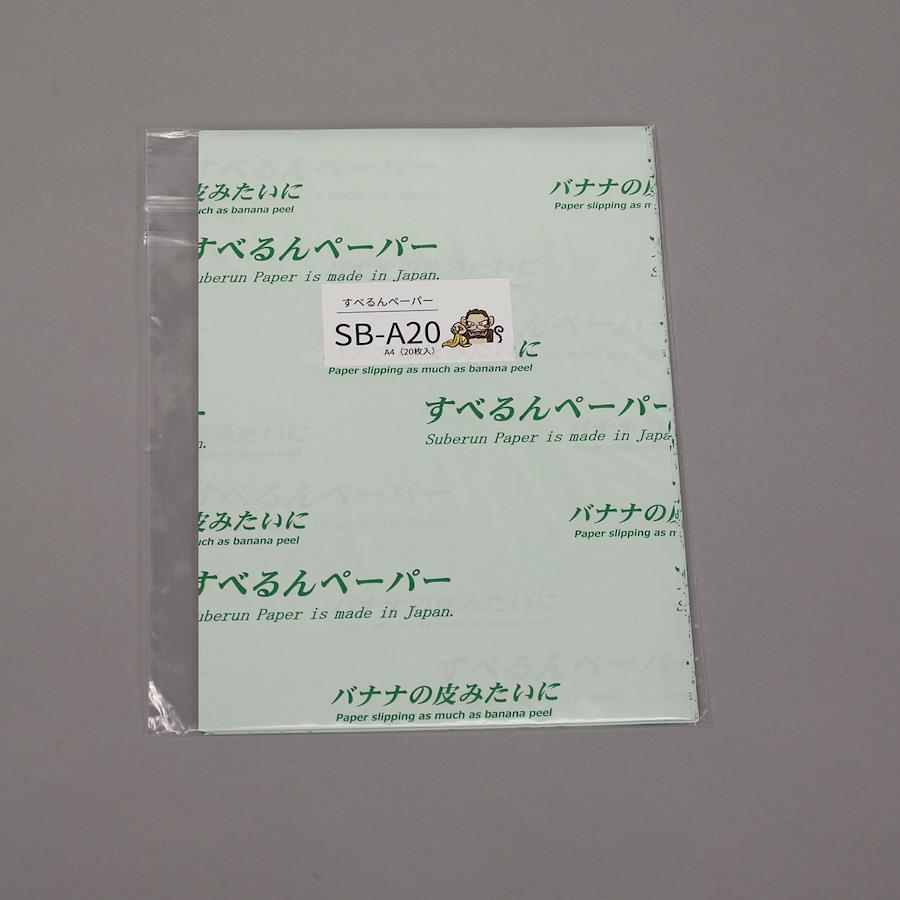 皮みたいに
バナナの
uch as banana peel
Paper slipping as
すべるんペーパー
uberun Paper is made in Japan.
すべるんペーパー
SB-A20
A4（20枚入）
に
Paper slipping as much as banana peel
すべるんペーパー
Suberun Paper is made in Japa
n.
皮みたいに
バナナの皮
uch as banana peel
Paper slipping as
すべるんペーパー
uberun Paper is made in Japan.
バナナの皮みたいに
Paper slipping as much as banana peel